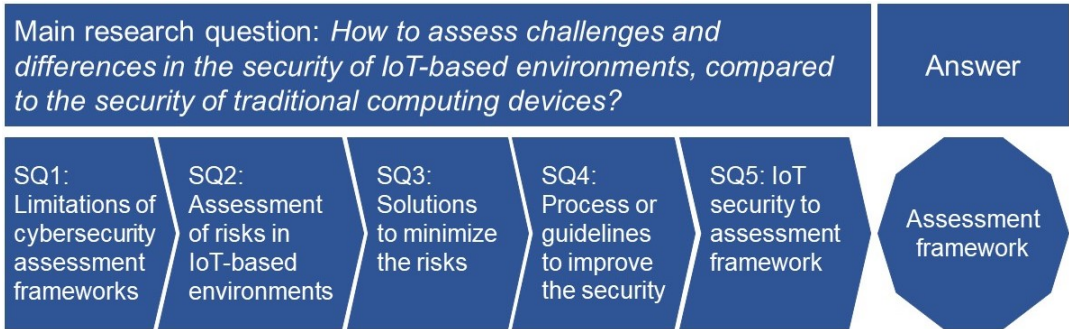 Main research question: How to assess challenges and
differences in the security of IoT-based environments, compared
to the security of traditional computing devices?
Answer
SQ1:
Limitations of
cybersecurity
assessment
frameworks
SQ2:
Assessment
of risks in
IoT-based
environments
SQ3:
Solutions
to minimize
the risks
SQ4:
Process or
guidelines
to improve
the security
SQ5: IoT
security to
assessment
framework
Assessment
framework